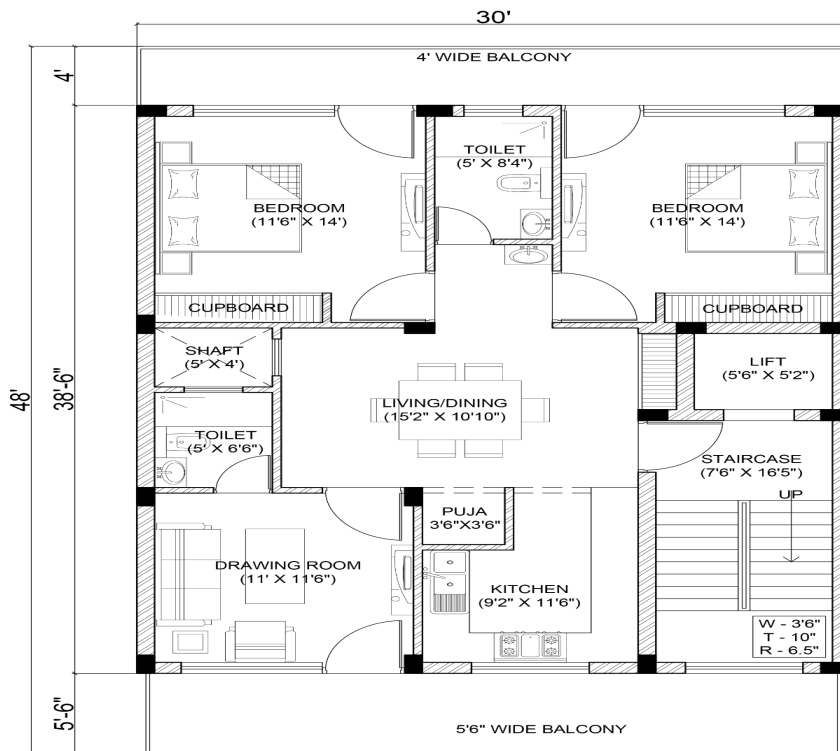 30'
4' WIDE BALCONY
4'
TOILET
(5' X 8'4")
BEDROOM
(11'6" X 14')
BEDROOM
(11'6" X 14')
CUPBOARD
CUPBOARD
SHAFT
(5' X 4')
LIFT
(5'6" X 5'2")
48'
38'-6"
LIVING/DINING
(15'2" X 10'10")
TOILET
(5' X 6'6")
STAIRCASE
(7'6" X 16'5")
UP
PUJA
3'6"X3'6"
DRAWING ROOM
(11' X 11'6")
KITCHEN
(9'2" X 11'6")
W - 3'6"
T - 10"
R - 6.5"
5'-6"
5'6" WIDE BALCONY